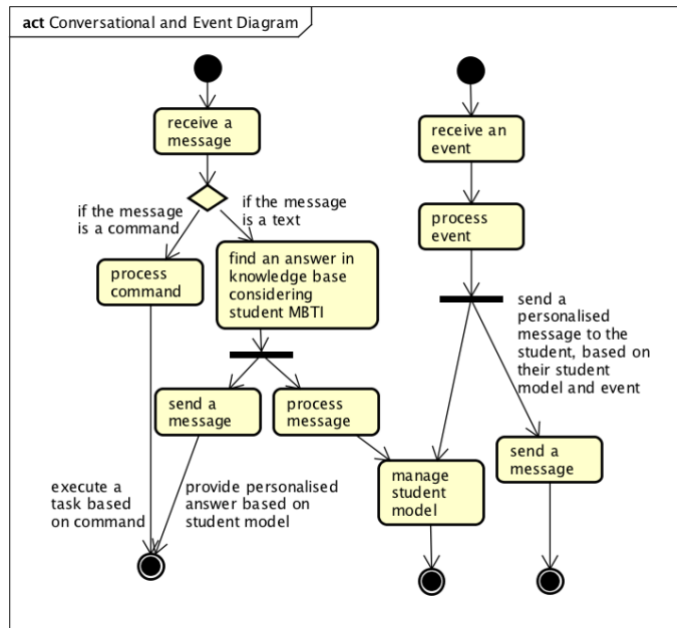 act Conversational and Event Diagram
receive a
message
receive an
event
if the message
is a command
if the message
is a text
process
event
process
command
find an answer in
knowledge base
considering
student MBTI
send a
personalised
message to the
student, based on
their student
model and event
send a
message
process
message
send a
message
manage
student
model
execute a
task based
on command
provide personalised
answer based on
student model